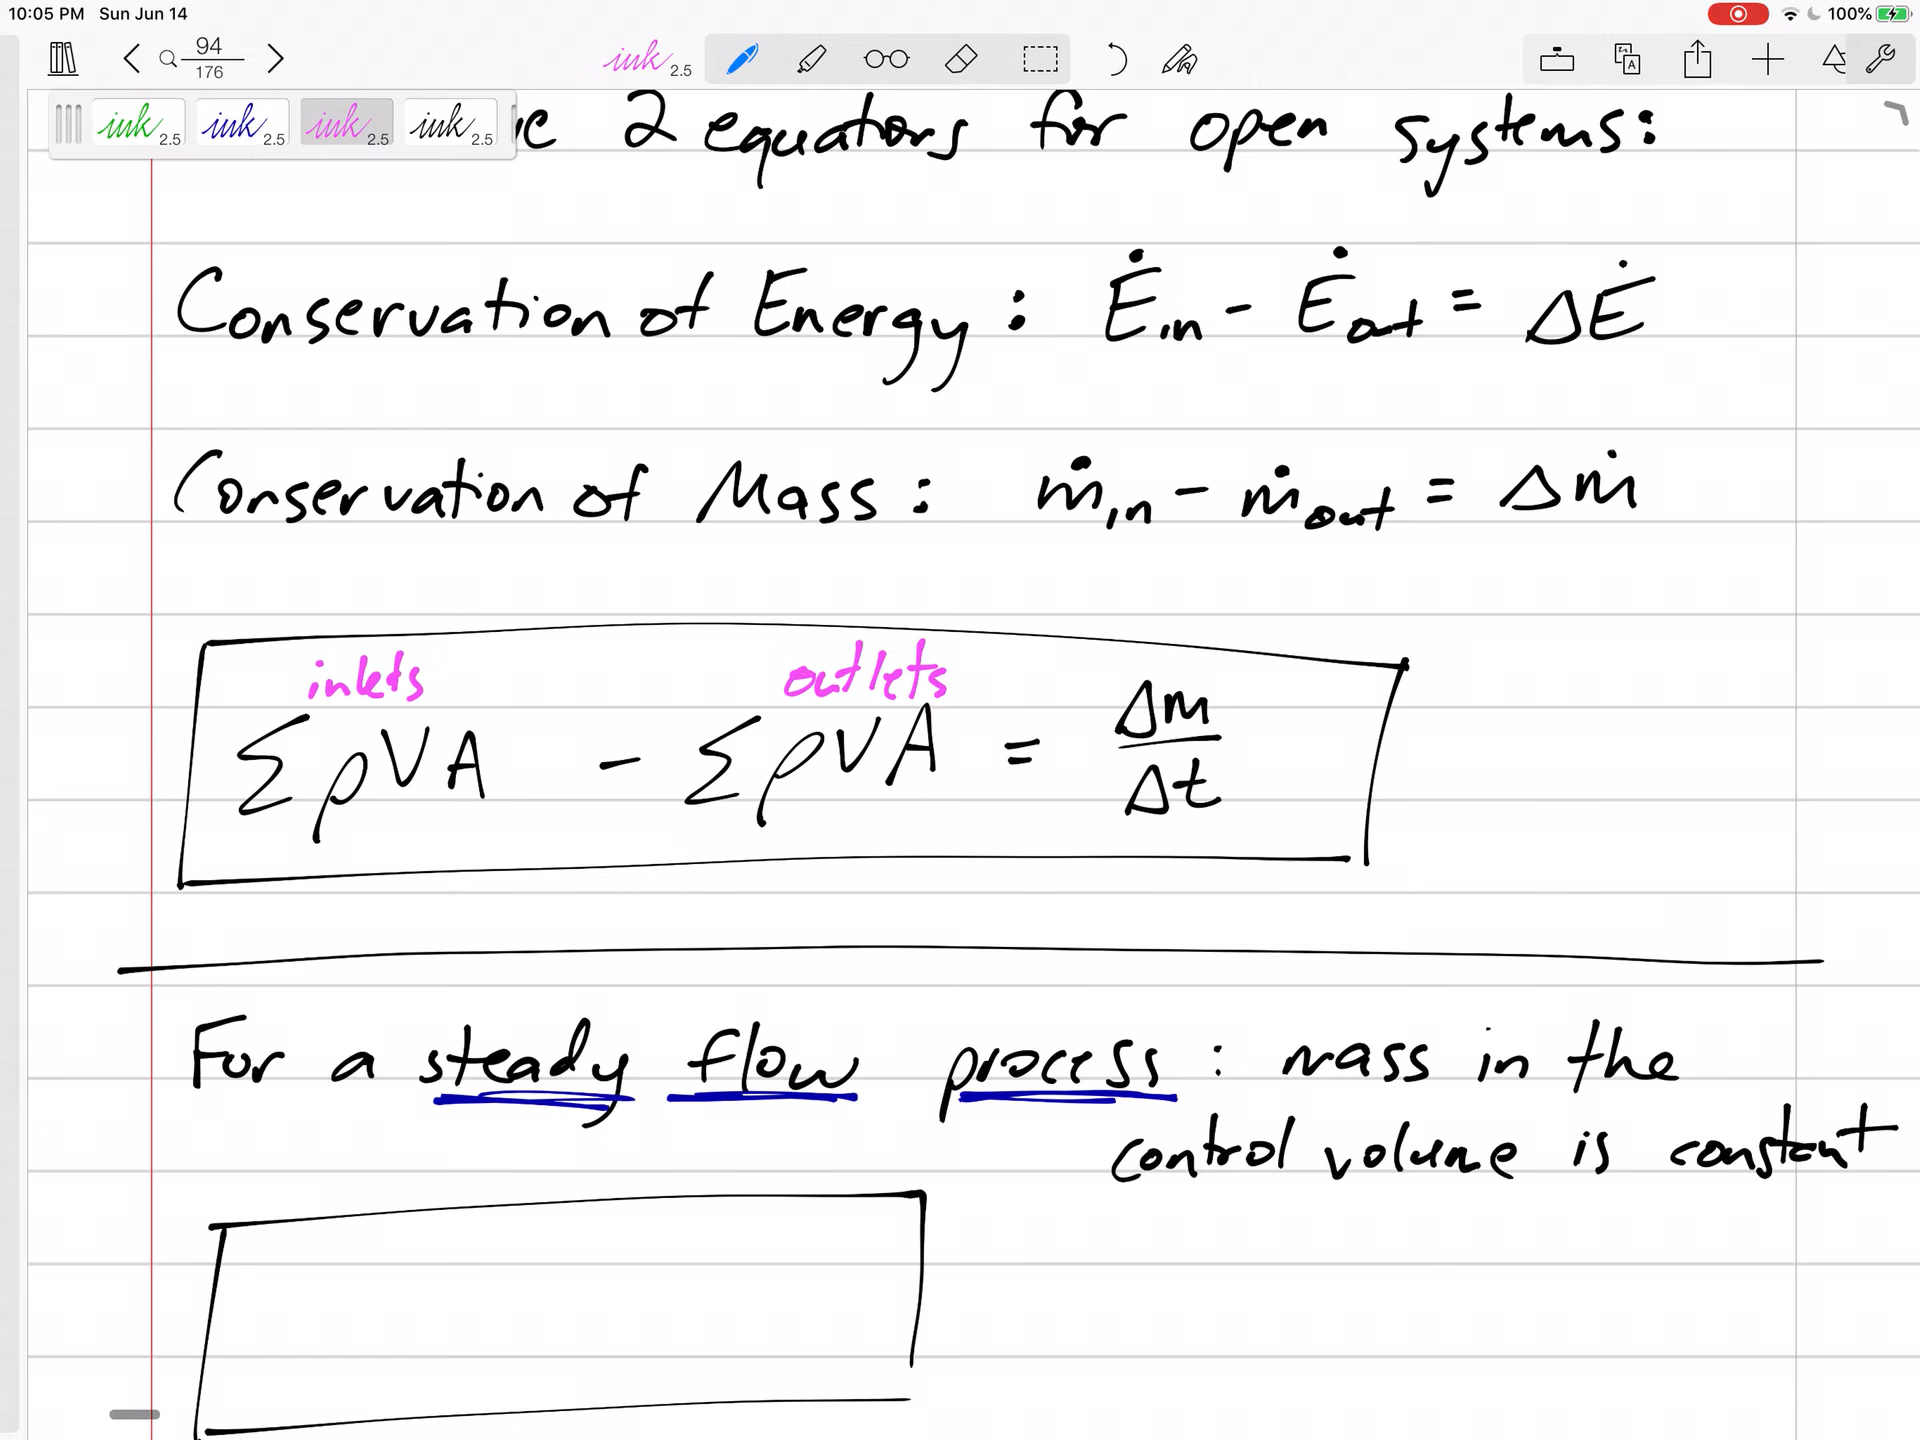 10:05 PM Sun Jun 14
100%
94
176
ink 2.5
ink 2.5 ink 2.5 ink 2.5 ink 2.5
2 equations for open systems:
Conservation of Energy : Ėin - Ėout = ΔĖ
Conservation of Mass : ṁin - ṁout = Δṁ
inlets outlets
Σ ρVA - Σ ρVA = Δm/Δt
For a steady flow process : mass in the
control volume is constant